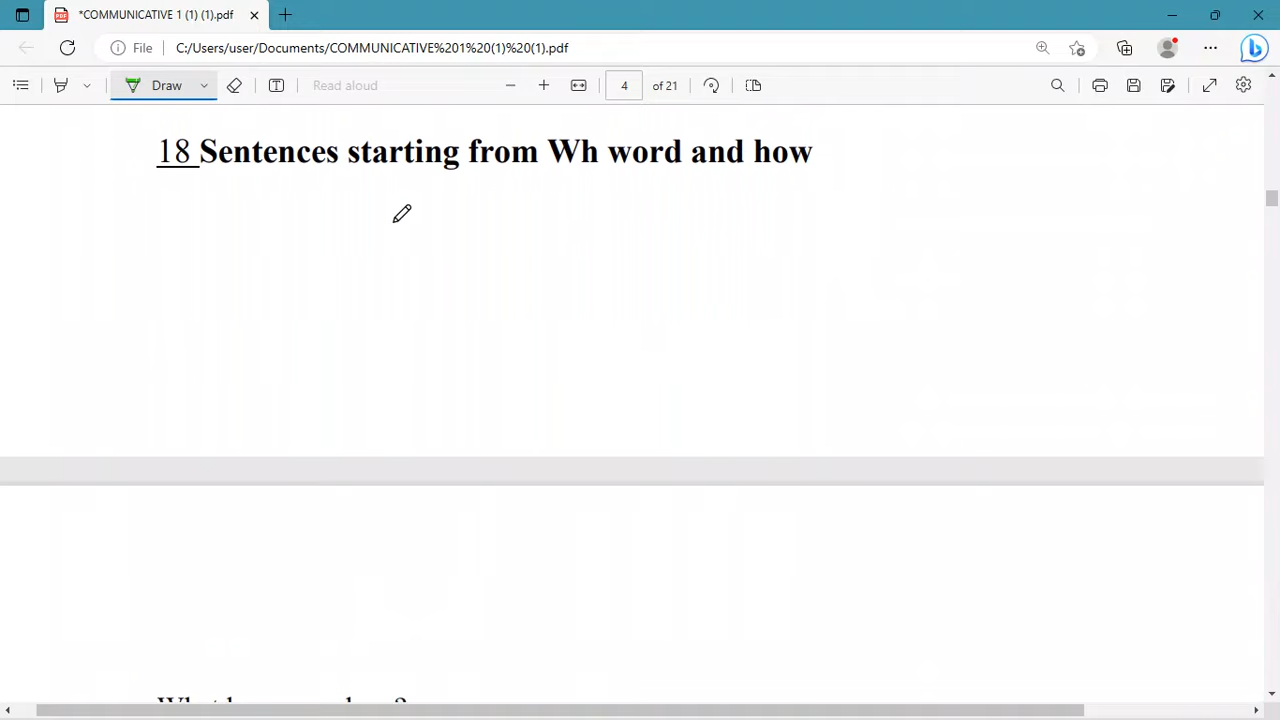 *COMMUNICATIVE 1 (1) (1).pdf
File C:/Users/user/Documents/COMMUNICATIVE%201%20(1)%20(1).pdf
Draw Read aloud 4 of 21
18 Sentences starting from Wh word and how